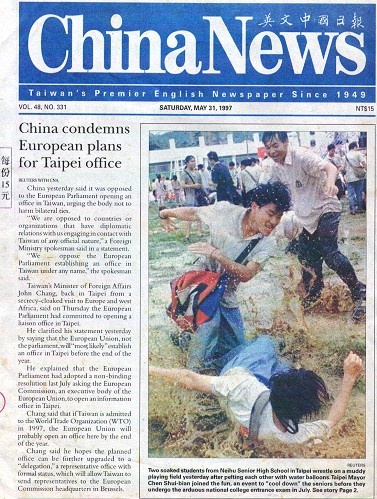 英文中國日報
China News
Taiwan's Premier English Newspaper Since 1949
VOL. 48, NO. 331 SATURDAY, MAY 31, 1997 NT$15
每份15元
China condemns
European plans
for Taipei office
REUTERS WITH CNA
China yesterday said it was opposed
to the European Parliament opening an
office in Taiwan, urging the body not to
harm bilateral ties.
"We are opposed to countries or
organizations that have diplomatic
relations with us engaging in contact with
Taiwan of any official nature," a Foreign
Ministry spokesman said in a statement.
"We ... oppose the European
Parliament establishing an office in
Taiwan under any name," the spokesman
said.
Taiwan's Minister of Foreign Affairs
John Chang, back in Taipei from a
secrecy-cloaked visit to Europe and west
Africa, said on Thursday the European
Parliament had committed to opening a
liaison office in Taipei.
He clarified his statement yesterday
by saying that the European Union, not
the parliament, will "most likely" establish
an office in Taipei before the end of the
year.
He explained that the European
Parliament had adopted a non-binding
resolution last July asking the European
Commission, an executive body of the
European Union, to open an information
office in Taipei.
Chang said that if Taiwan is admitted
to the World Trade Organization (WTO)
in 1997, the European Union will
probably open an office here by the end
of the year.
Chang said he hopes the planned
office can be further upgraded to a
"delegation," a representative office with
formal status, which will allow Taiwan to
send representatives to the European
Commission headquarters in Brussels.
REUTERS
Two soaked students from Neihu Senior High School in Taipei wrestle on a muddy
playing field yesterday after pelting each other with water balloons Taipei Mayor
Chen Shui-bian joined the fun, an event to "cool down" the seniors before they
undergo the arduous national college entrance exam in July. See story Page 2.